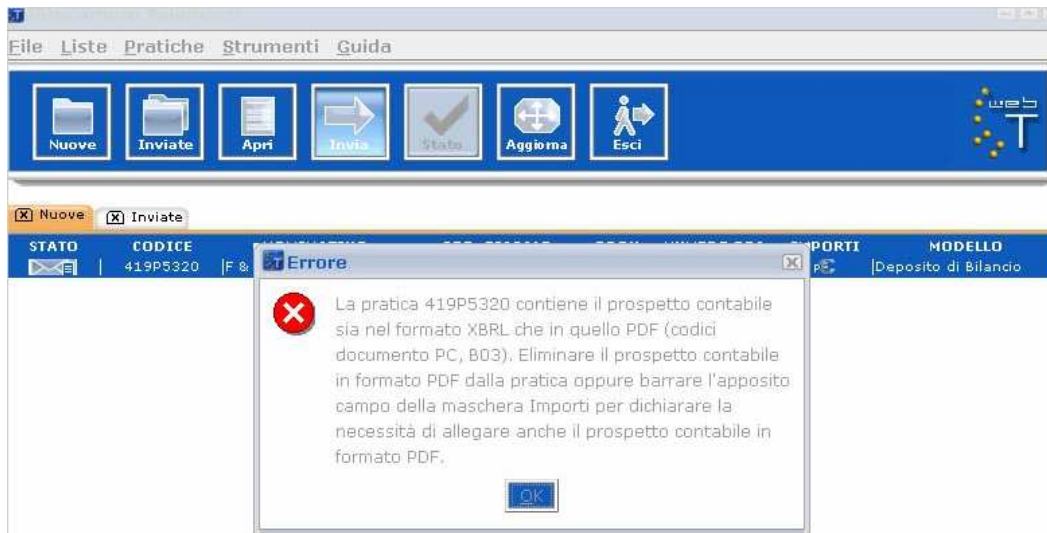 File Liste Pratiche Strumenti Guida
web
T
Nuove Inviate Apri Invia Stato Aggiorna Esci
Nuove Inviate
STATO CODICE MODELLO
419P5320 F & Deposito di Bilancio
Errore
La pratica 419P5320 contiene il prospetto contabile
sia nel formato XBRL che in quello PDF (codici
documento PC, B03). Eliminare il prospetto contabile
in formato PDF dalla pratica oppure barrare l'apposito
campo della maschera Importi per dichiarare la
necessità di allegare anche il prospetto contabile in
formato PDF.
OK